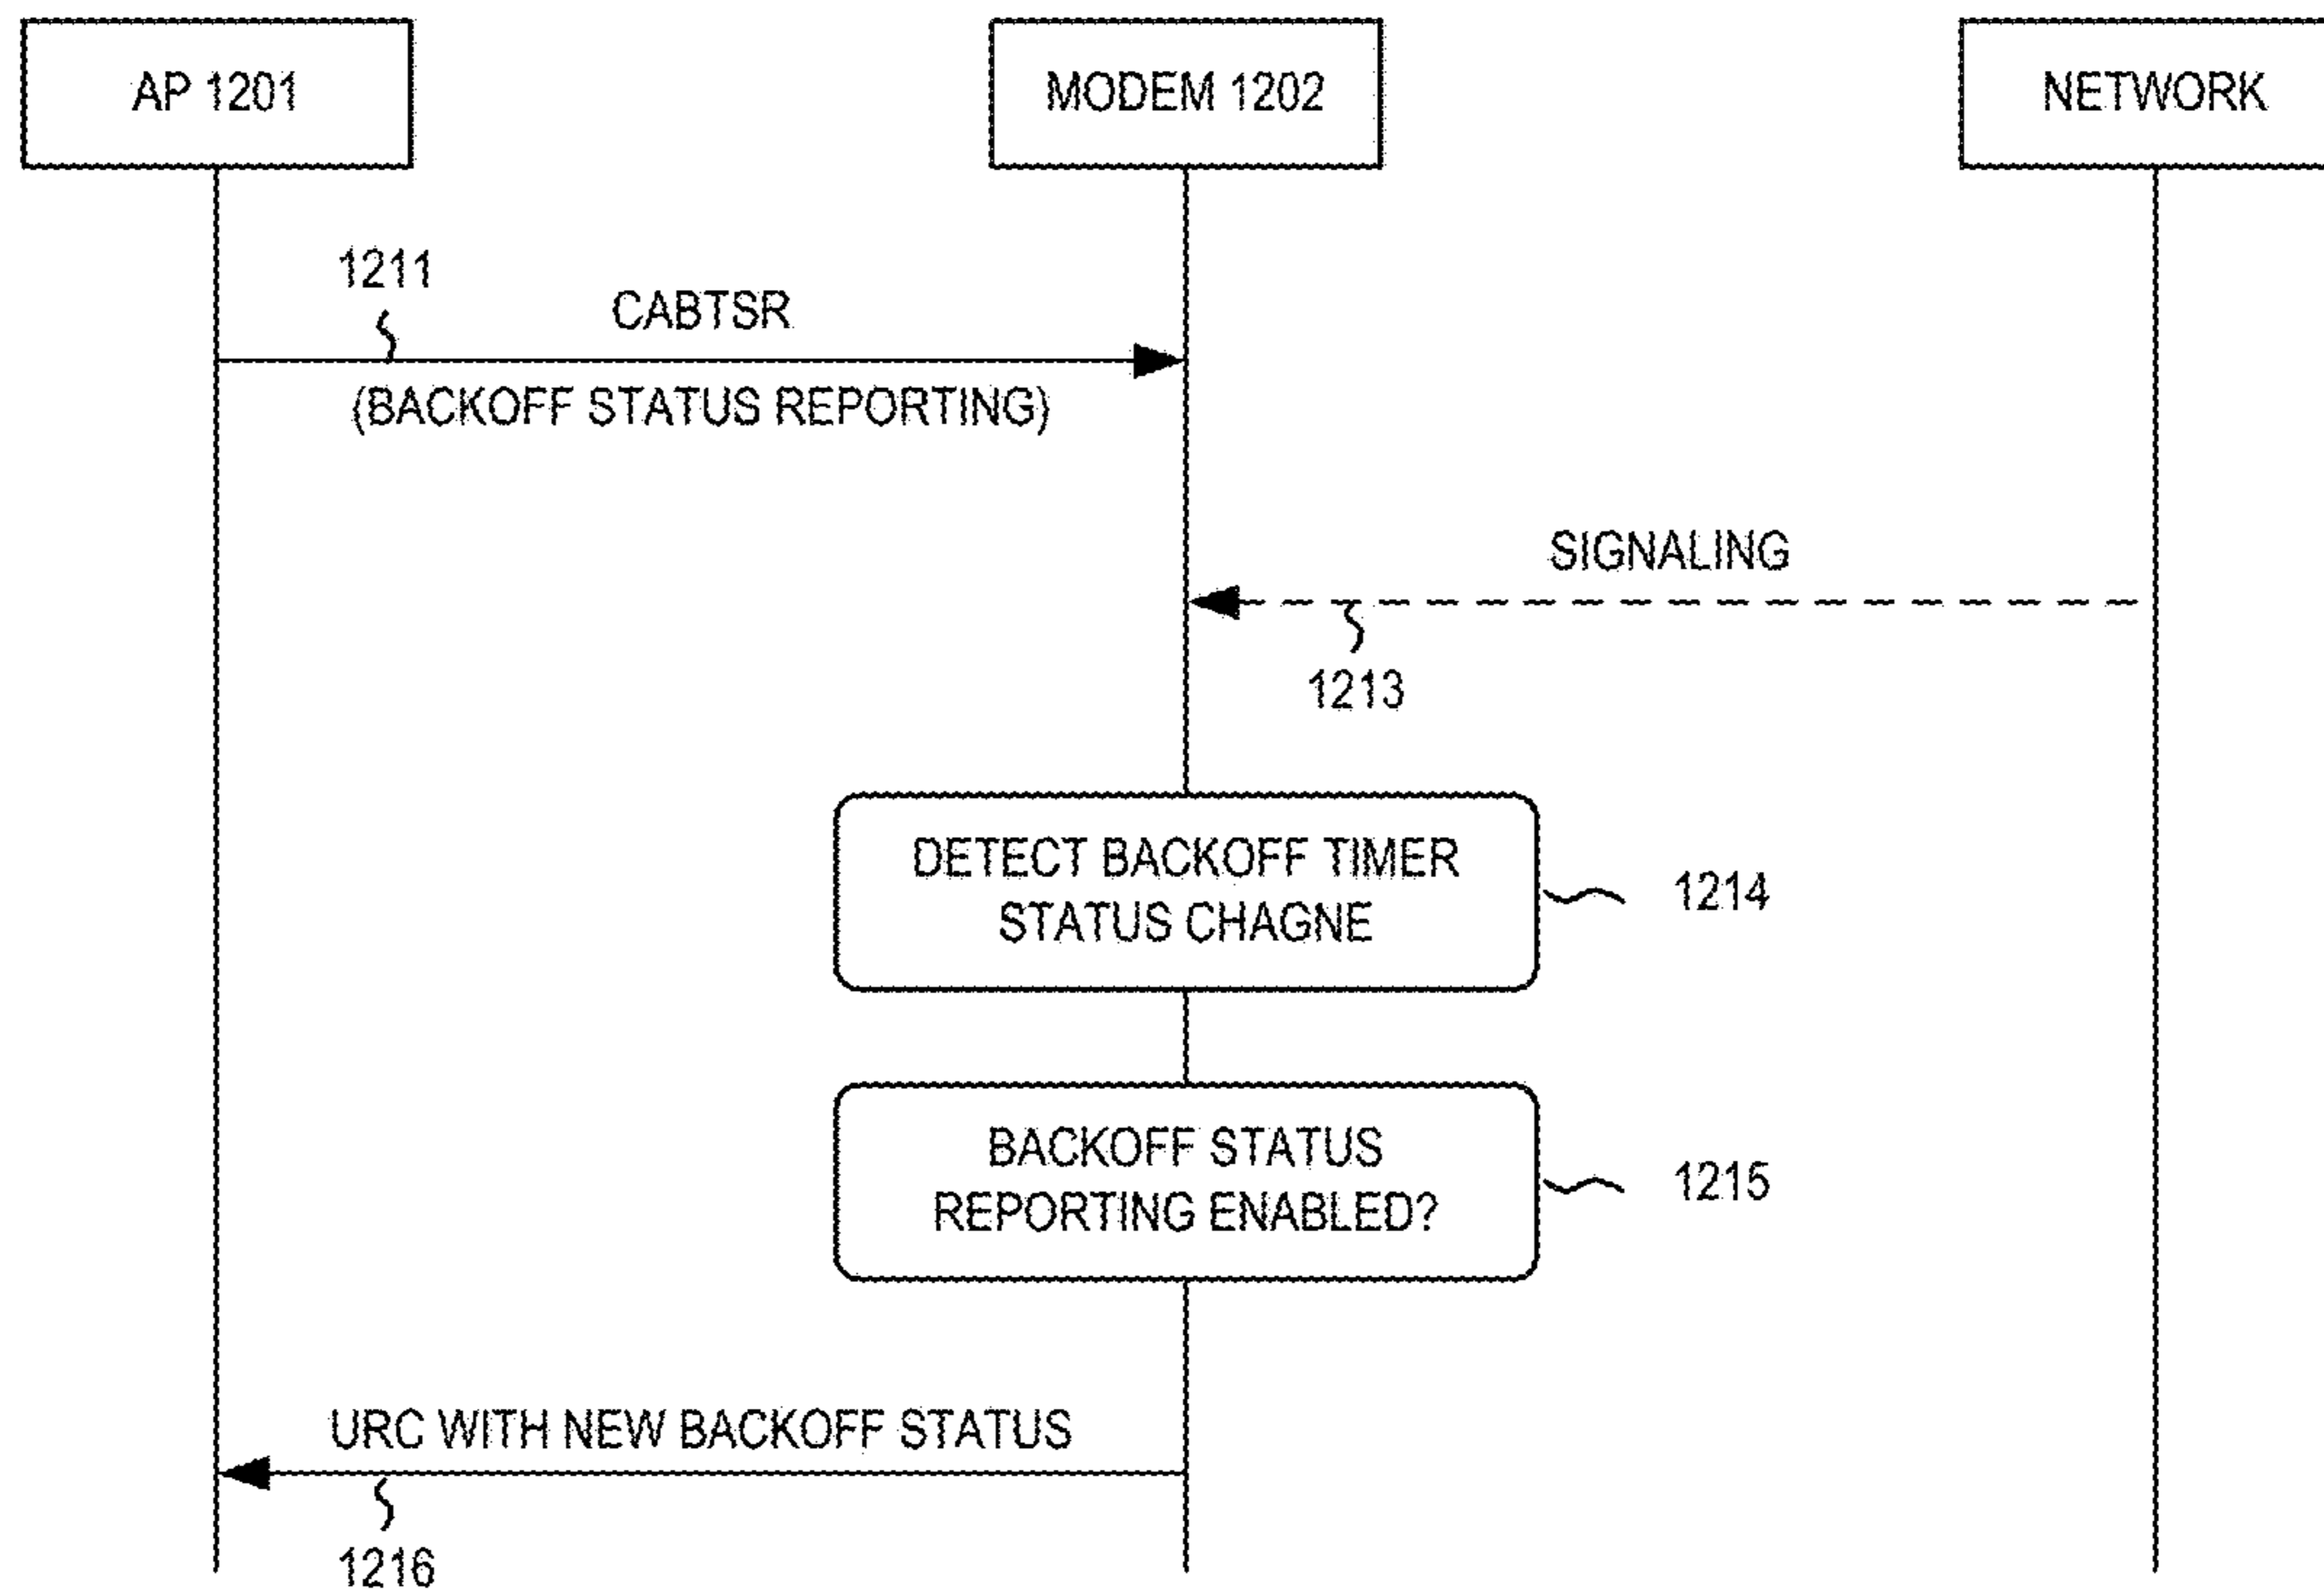 AP 1201
MODEM 1202
NETWORK
1211
CABTSR
(BACKOFF STATUS REPORTING)
SIGNALING
1213
DETECT BACKOFF TIMER
STATUS CHAGNE
1214
BACKOFF STATUS
REPORTING ENABLED?
1215
URC WITH NEW BACKOFF STATUS
1216